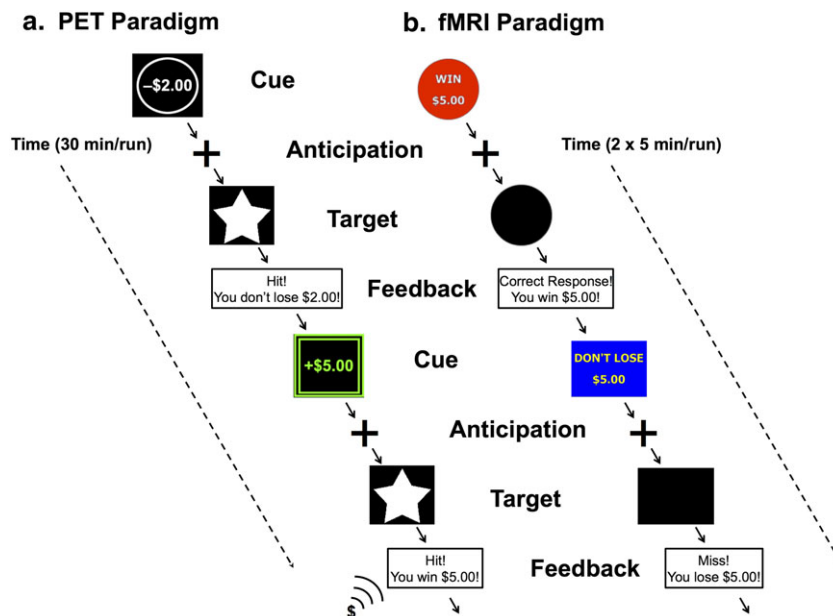 a. PET Paradigm
b. fMRI Paradigm
–$2.00
Cue
WIN
$5.00
Time (30 min/run)
Anticipation
Time (2 x 5 min/run)
Target
Hit!
You don't lose $2.00!
Feedback
Correct Response!
You win $5.00!
+$5.00
Cue
DON'T LOSE
$5.00
Anticipation
Target
Hit!
You win $5.00!
Feedback
Miss!
You lose $5.00!
$